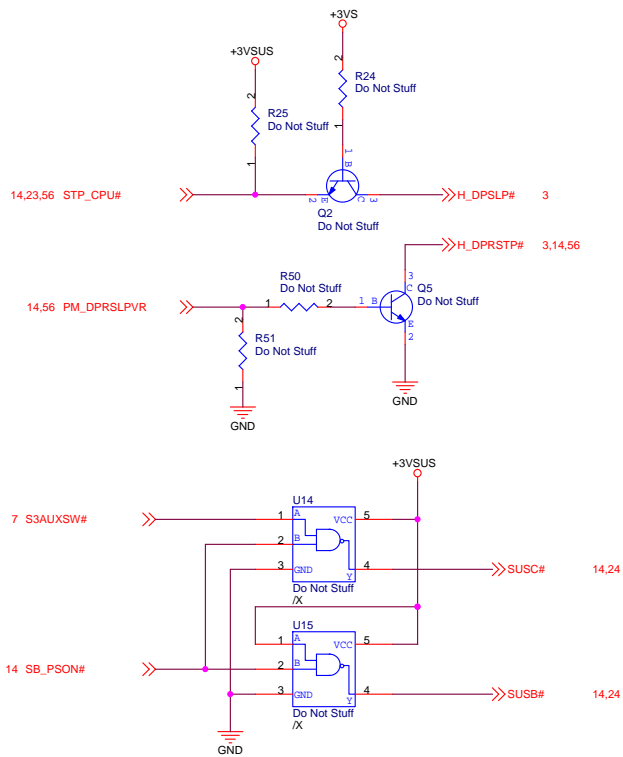 +3VS
+3VSUS
2
R24
Do Not Stuff
2
R25
Do Not Stuff
1
1
1
B
14,23,56 STP_CPU#
2 E
C 3
H_DPSLP# 3
Q2
Do Not Stuff
H_DPRSTP# 3,14,56
R50
Do Not Stuff
3
C
Q5
Do Not Stuff
14,56 PM_DPRSLPVR
1
2
1 B
E
2
2
R51
Do Not Stuff
1
GND
GND
+3VSUS
U14
7 S3AUXSW#
1 A
VCC 5
2 B
3 GND
Y 4
SUSC# 14,24
Do Not Stuff
/X
U15
1 A
VCC 5
14 SB_PSON#
2 B
3 GND
Y 4
SUSB# 14,24
Do Not Stuff
/X
GND